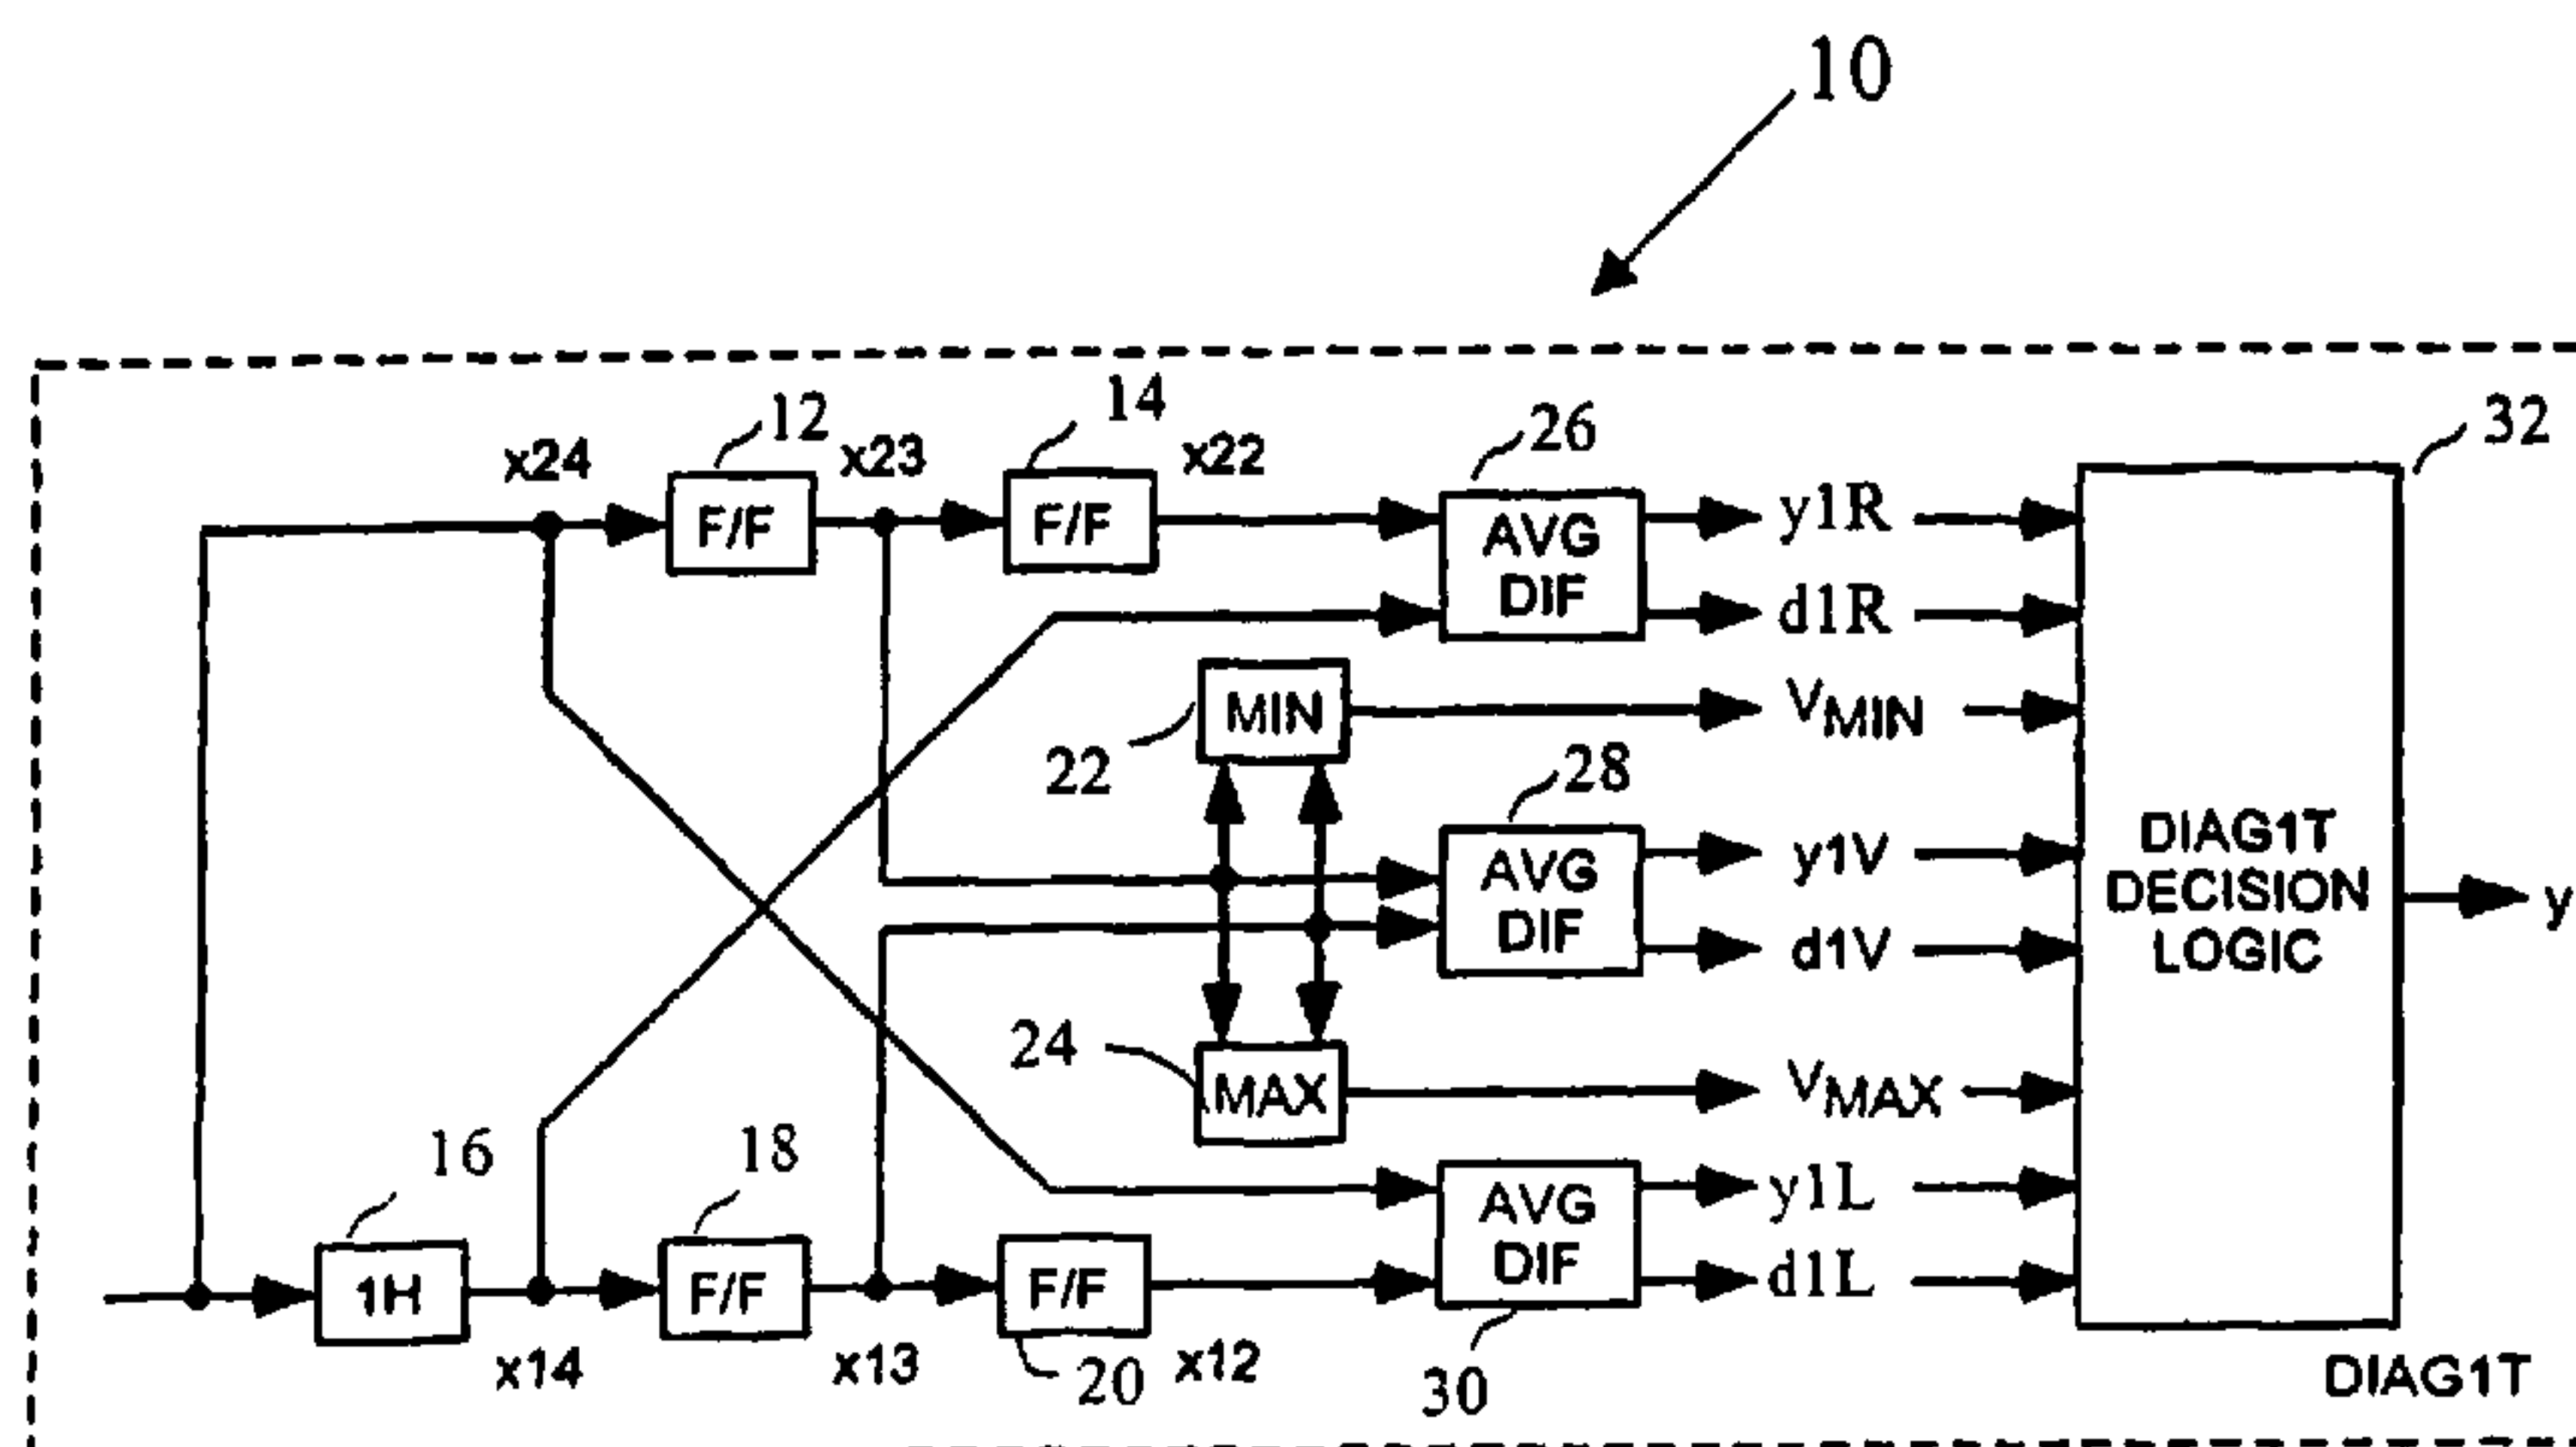 10
12
14
26
32
x24
x23
x22
F/F
F/F
AVG
DIF
y1R
d1R
MIN
VMIN
22
28
AVG
DIF
y1V
d1V
DIAG1T
DECISION
LOGIC
y
24
MAX
VMAX
16
18
1H
F/F
F/F
AVG
DIF
y1L
d1L
x14
x13
20
x12
30
DIAG1T